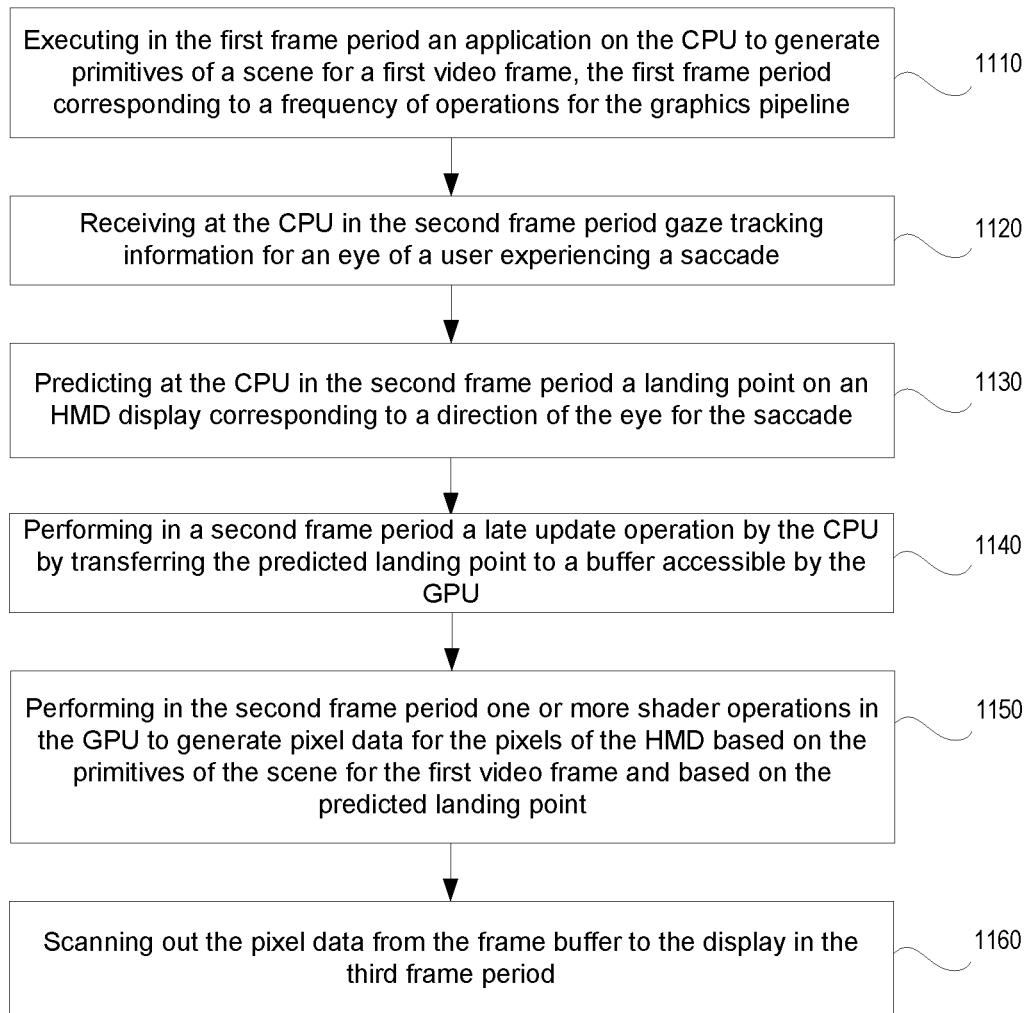 Executing in the first frame period an application on the CPU to generate
primitives of a scene for a first video frame, the first frame period
corresponding to a frequency of operations for the graphics pipeline
1110
Receiving at the CPU in the second frame period gaze tracking
information for an eye of a user experiencing a saccade
1120
Predicting at the CPU in the second frame period a landing point on an
HMD display corresponding to a direction of the eye for the saccade
1130
Performing in a second frame period a late update operation by the CPU
by transferring the predicted landing point to a buffer accessible by the
GPU
1140
Performing in the second frame period one or more shader operations in
the GPU to generate pixel data for the pixels of the HMD based on the
primitives of the scene for the first video frame and based on the
predicted landing point
1150
Scanning out the pixel data from the frame buffer to the display in the
third frame period
1160